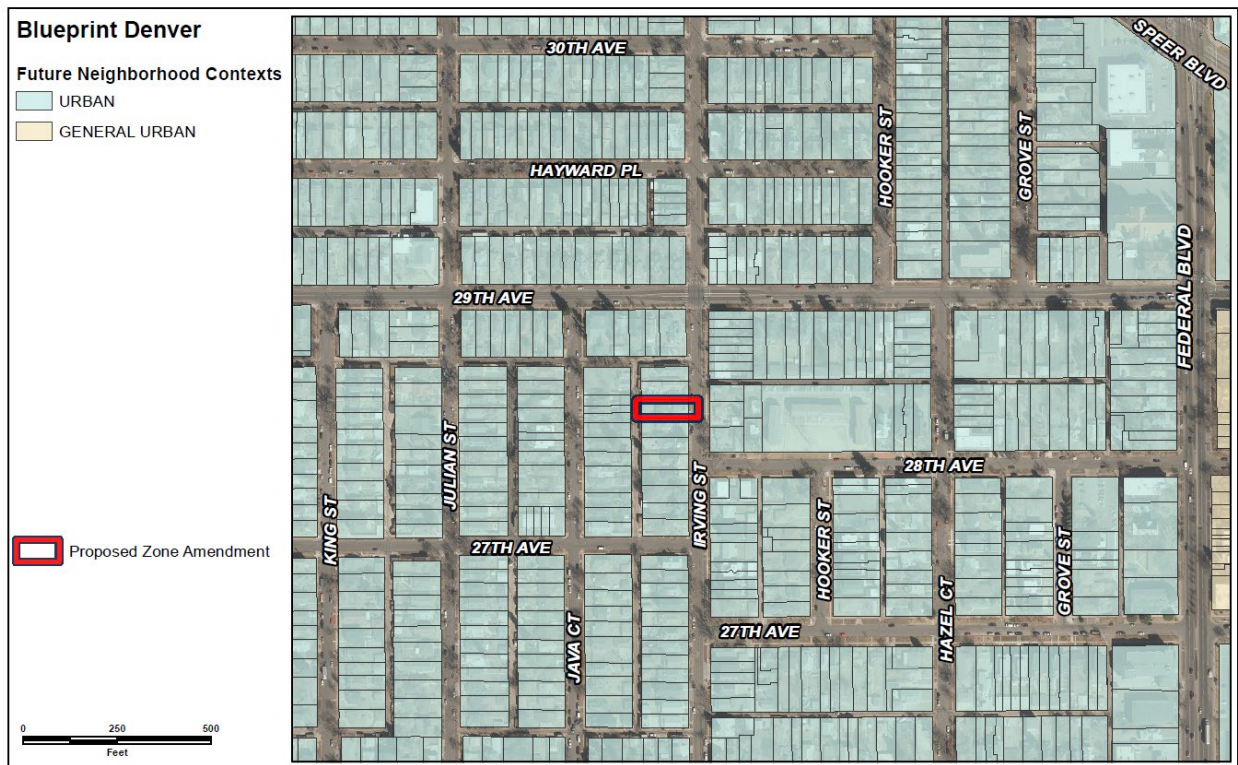 Blueprint Denver
Future Neighborhood Contexts
URBAN
GENERAL URBAN
Proposed Zone Amendment
0 250 500
Feet
30TH AVE
SPEER BLVD
HOOKER ST
GROVE ST
HAYWARD PL
FEDERAL BLVD
29TH AVE
JULIAN ST
IRVING ST
28TH AVE
KING ST
27TH AVE
HOOKER ST
GROVE ST
JAVA CT
27TH AVE
HAZEL CT